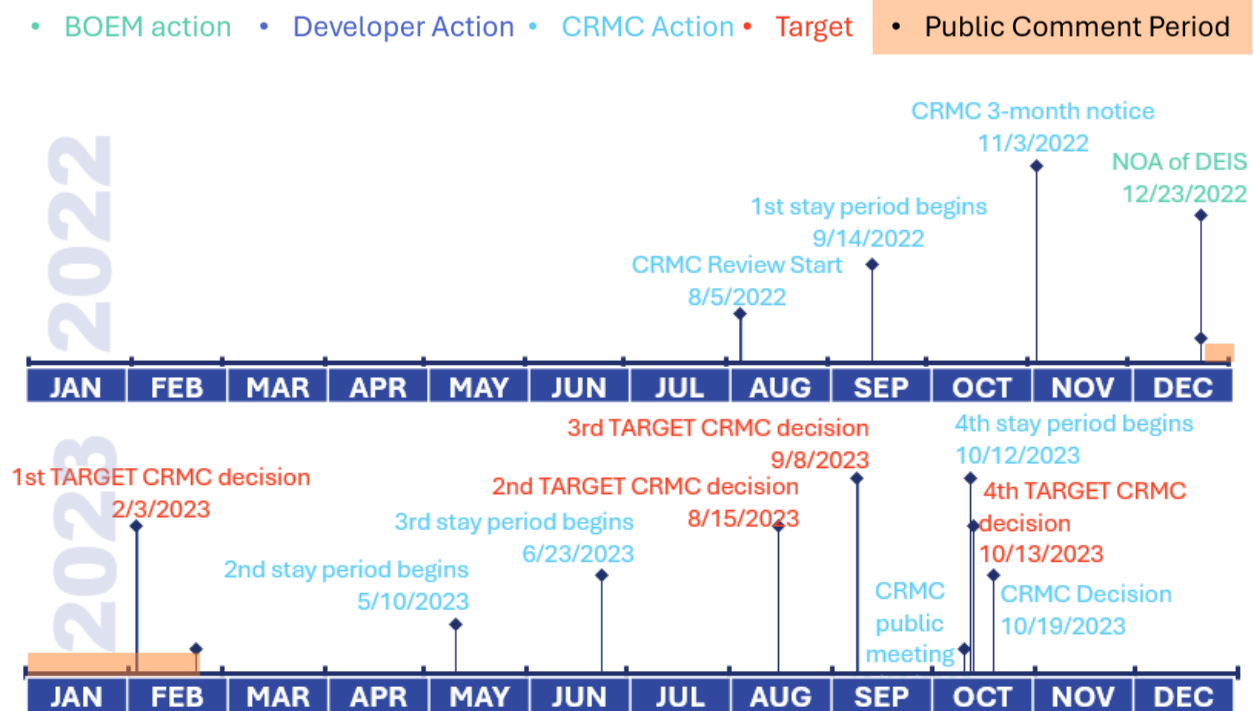 • BOEM action • Developer Action • CRMC Action • Target • Public Comment Period
2022
CRMC 3-month notice
11/3/2022
NOA of DEIS
12/23/2022
1st stay period begins
9/14/2022
CRMC Review Start
8/5/2022
JAN FEB MAR APR MAY JUN JUL AUG SEP OCT NOV DEC
2023
1st TARGET CRMC decision
2/3/2023
2nd stay period begins
5/10/2023
3rd stay period begins
6/23/2023
2nd TARGET CRMC decision
8/15/2023
3rd TARGET CRMC decision
9/8/2023
CRMC
public
meeting
4th stay period begins
10/12/2023
4th TARGET CRMC
decision
10/13/2023
CRMC Decision
10/19/2023
JAN FEB MAR APR MAY JUN JUL AUG SEP OCT NOV DEC